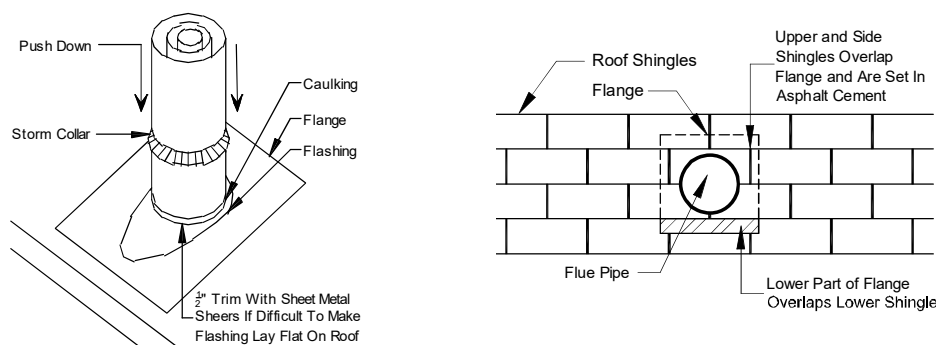 Push Down
Storm Collar
Caulking
Flange
Flashing
½" Trim With Sheet Metal
Sheers If Difficult To Make
Flashing Lay Flat On Roof
Roof Shingles
Flange
Upper and Side
Shingles Overlap
Flange and Are Set In
Asphalt Cement
Flue Pipe
Lower Part of Flange
Overlaps Lower Shingle